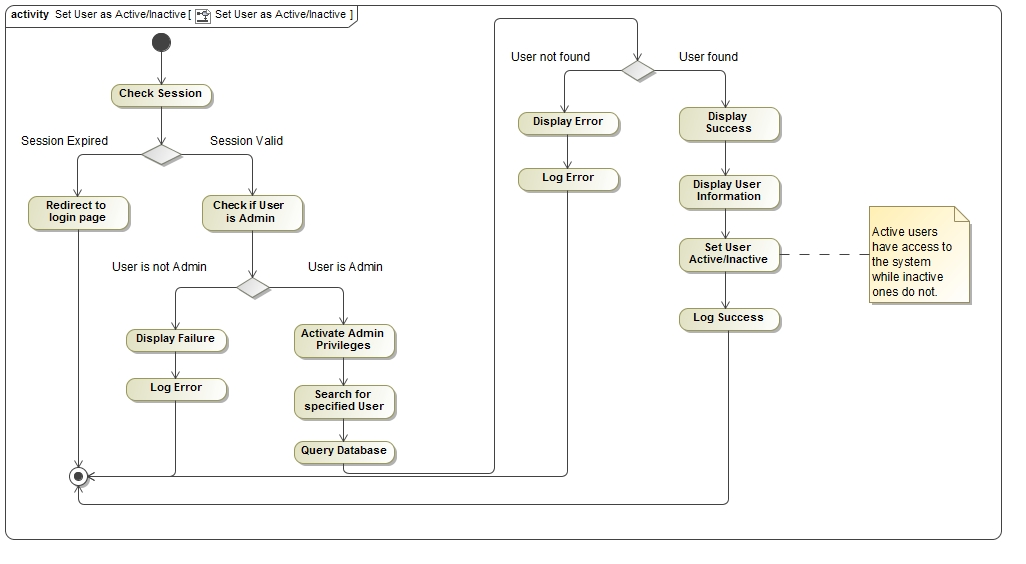 activity Set User as Active/Inactive [ Set User as Active/Inactive ]
Check Session
Session Expired
Session Valid
Redirect to
login page
Check if User
is Admin
User is not Admin
User is Admin
Display Failure
Log Error
Activate Admin
Privileges
Search for
specified User
Query Database
User not found
User found
Display Error
Log Error
Display
Success
Display User
Information
Set User
Active/Inactive
Log Success
Active users
have access to
the system
while inactive
ones do not.